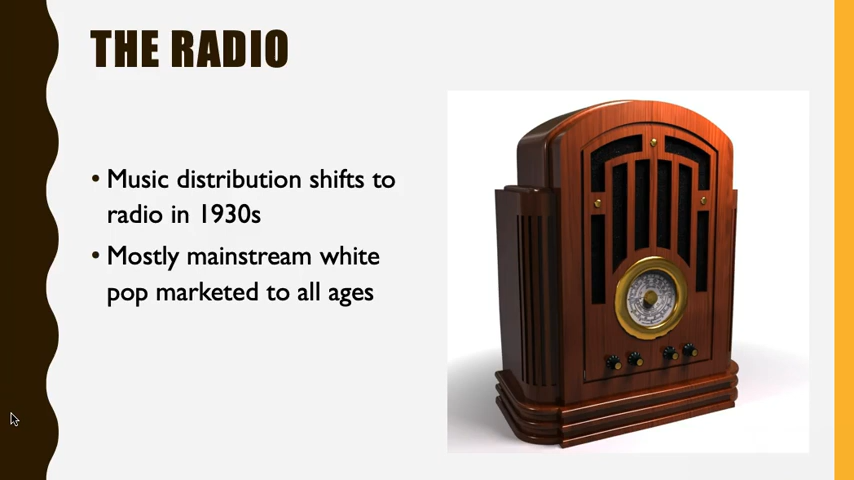 THE RADIO
• Music distribution shifts to
radio in 1930s
• Mostly mainstream white
pop marketed to all ages